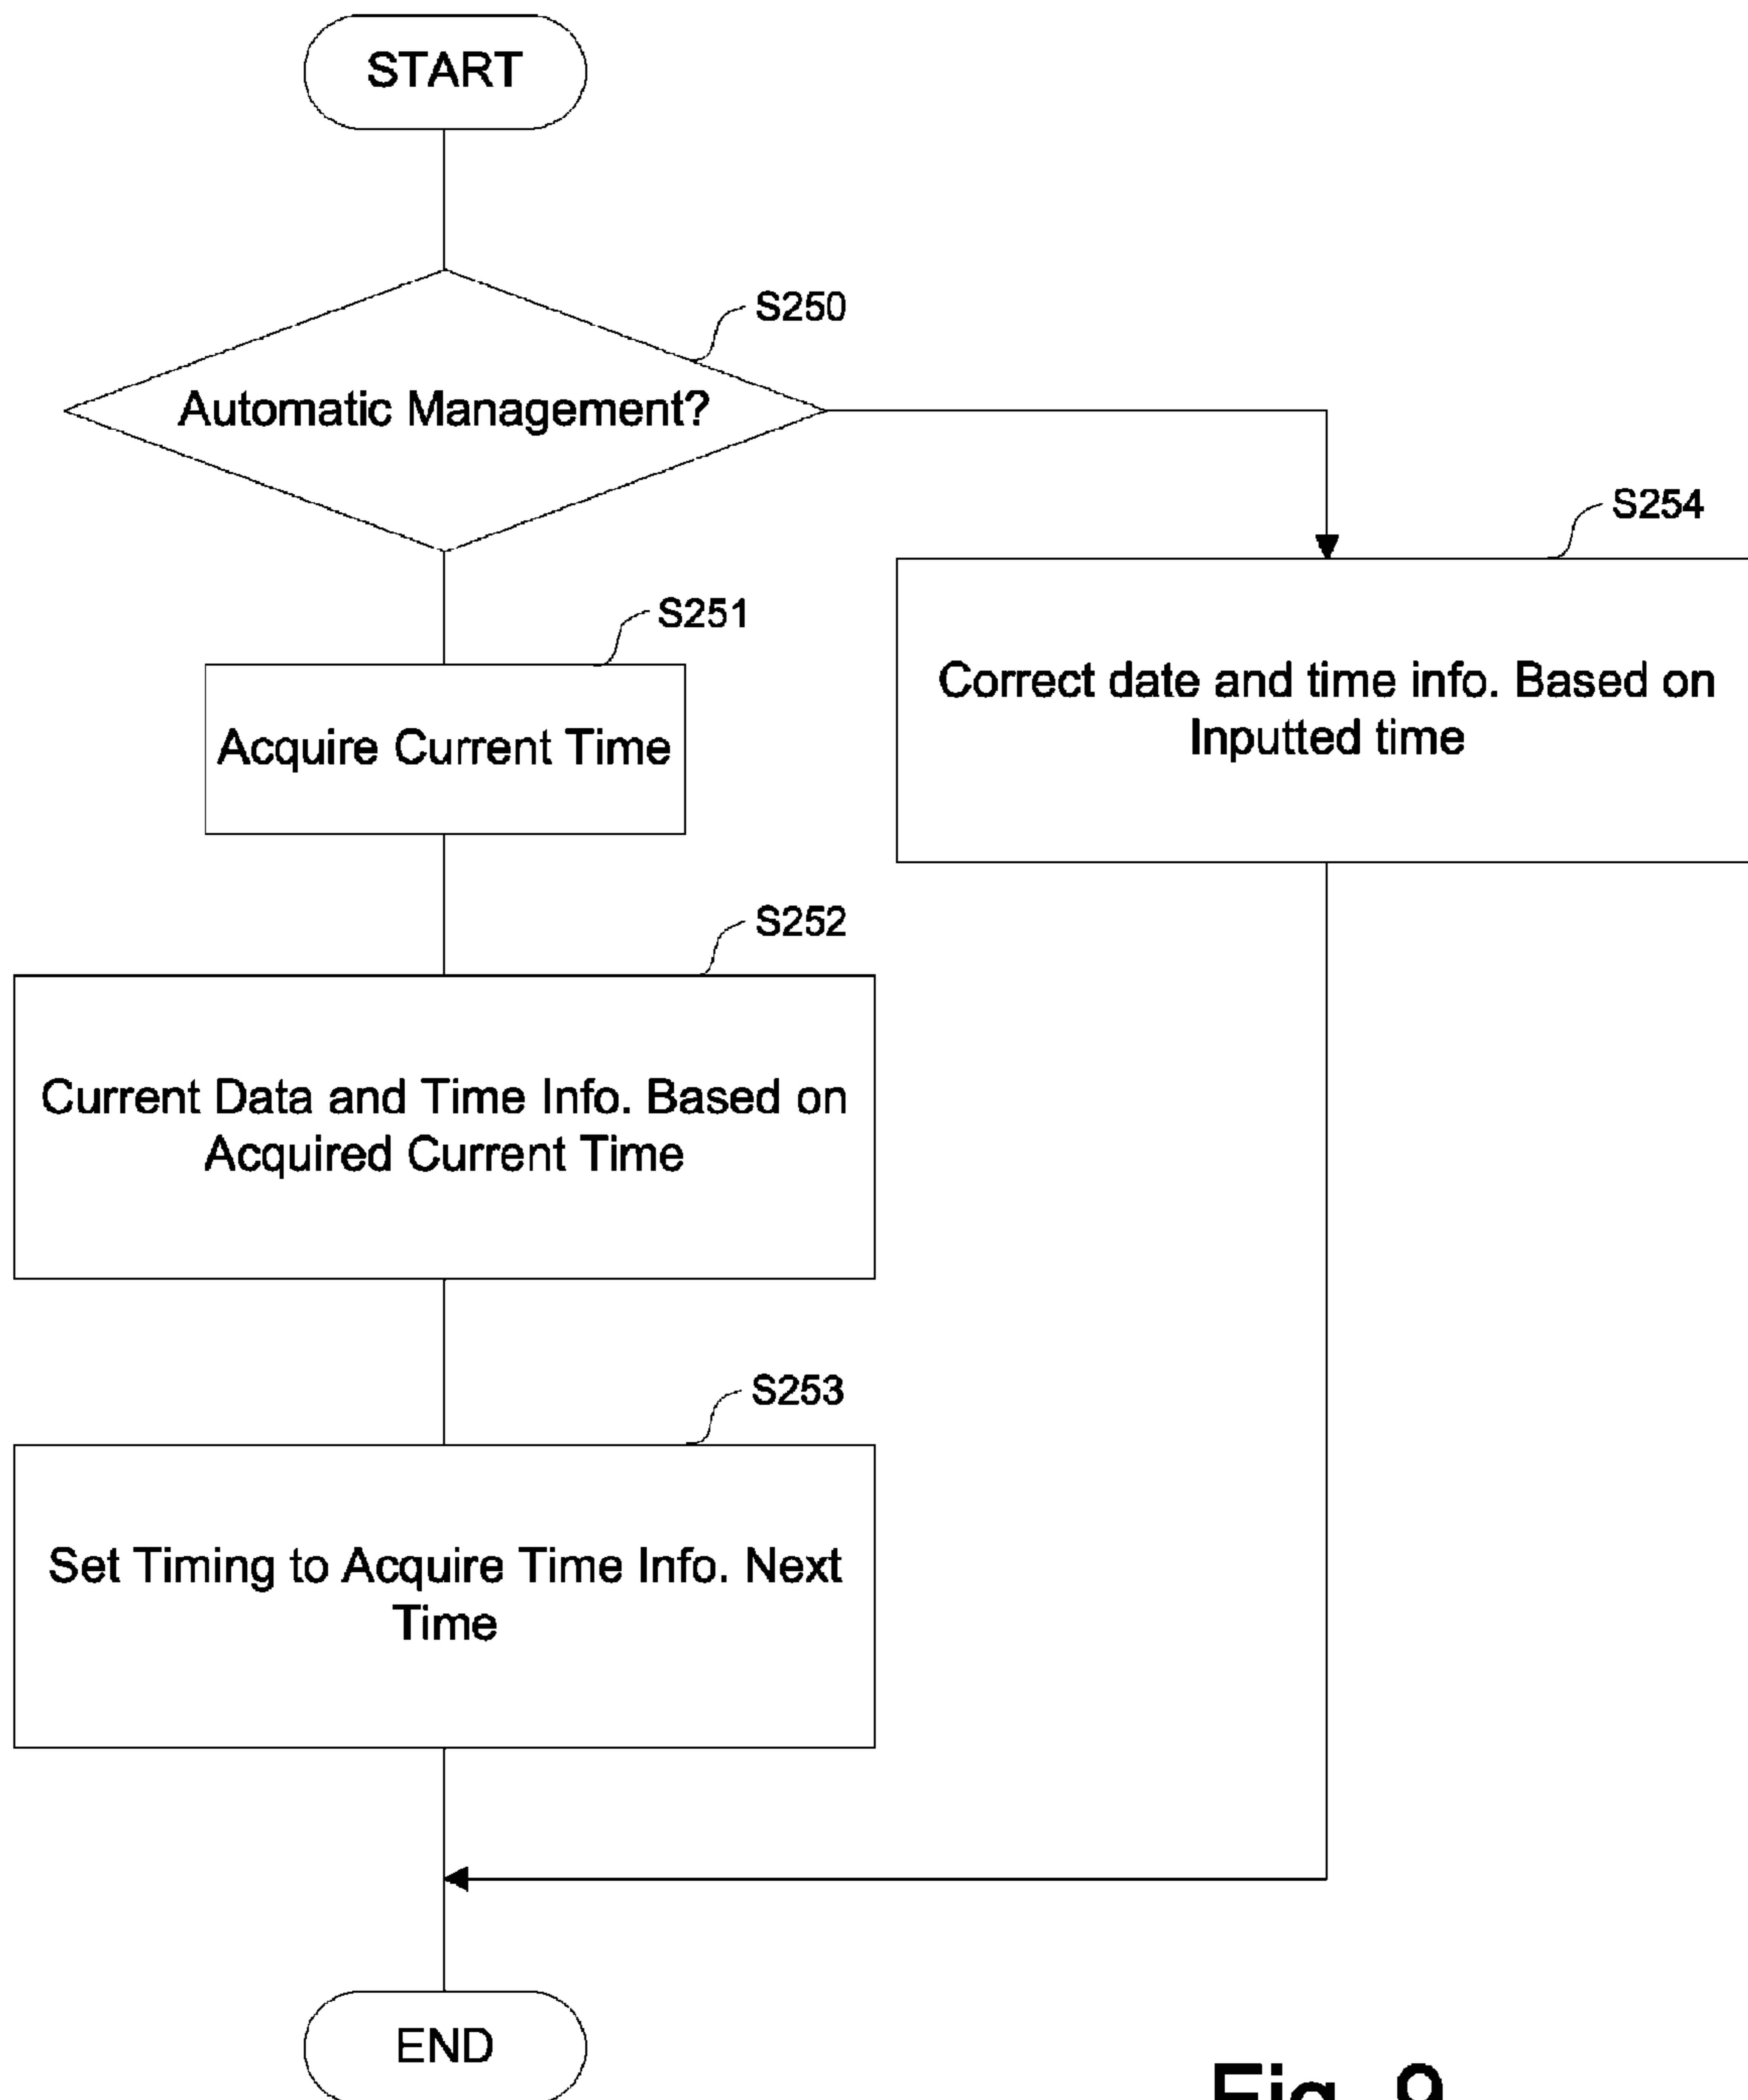 START
S250
Automatic Management?
S254
S251
Correct date and time info. Based on
Inputted time
Acquire Current Time
S252
Current Data and Time Info. Based on
Acquired Current Time
S253
Set Timing to Acquire Time Info. Next
Time
END
Fig. 9